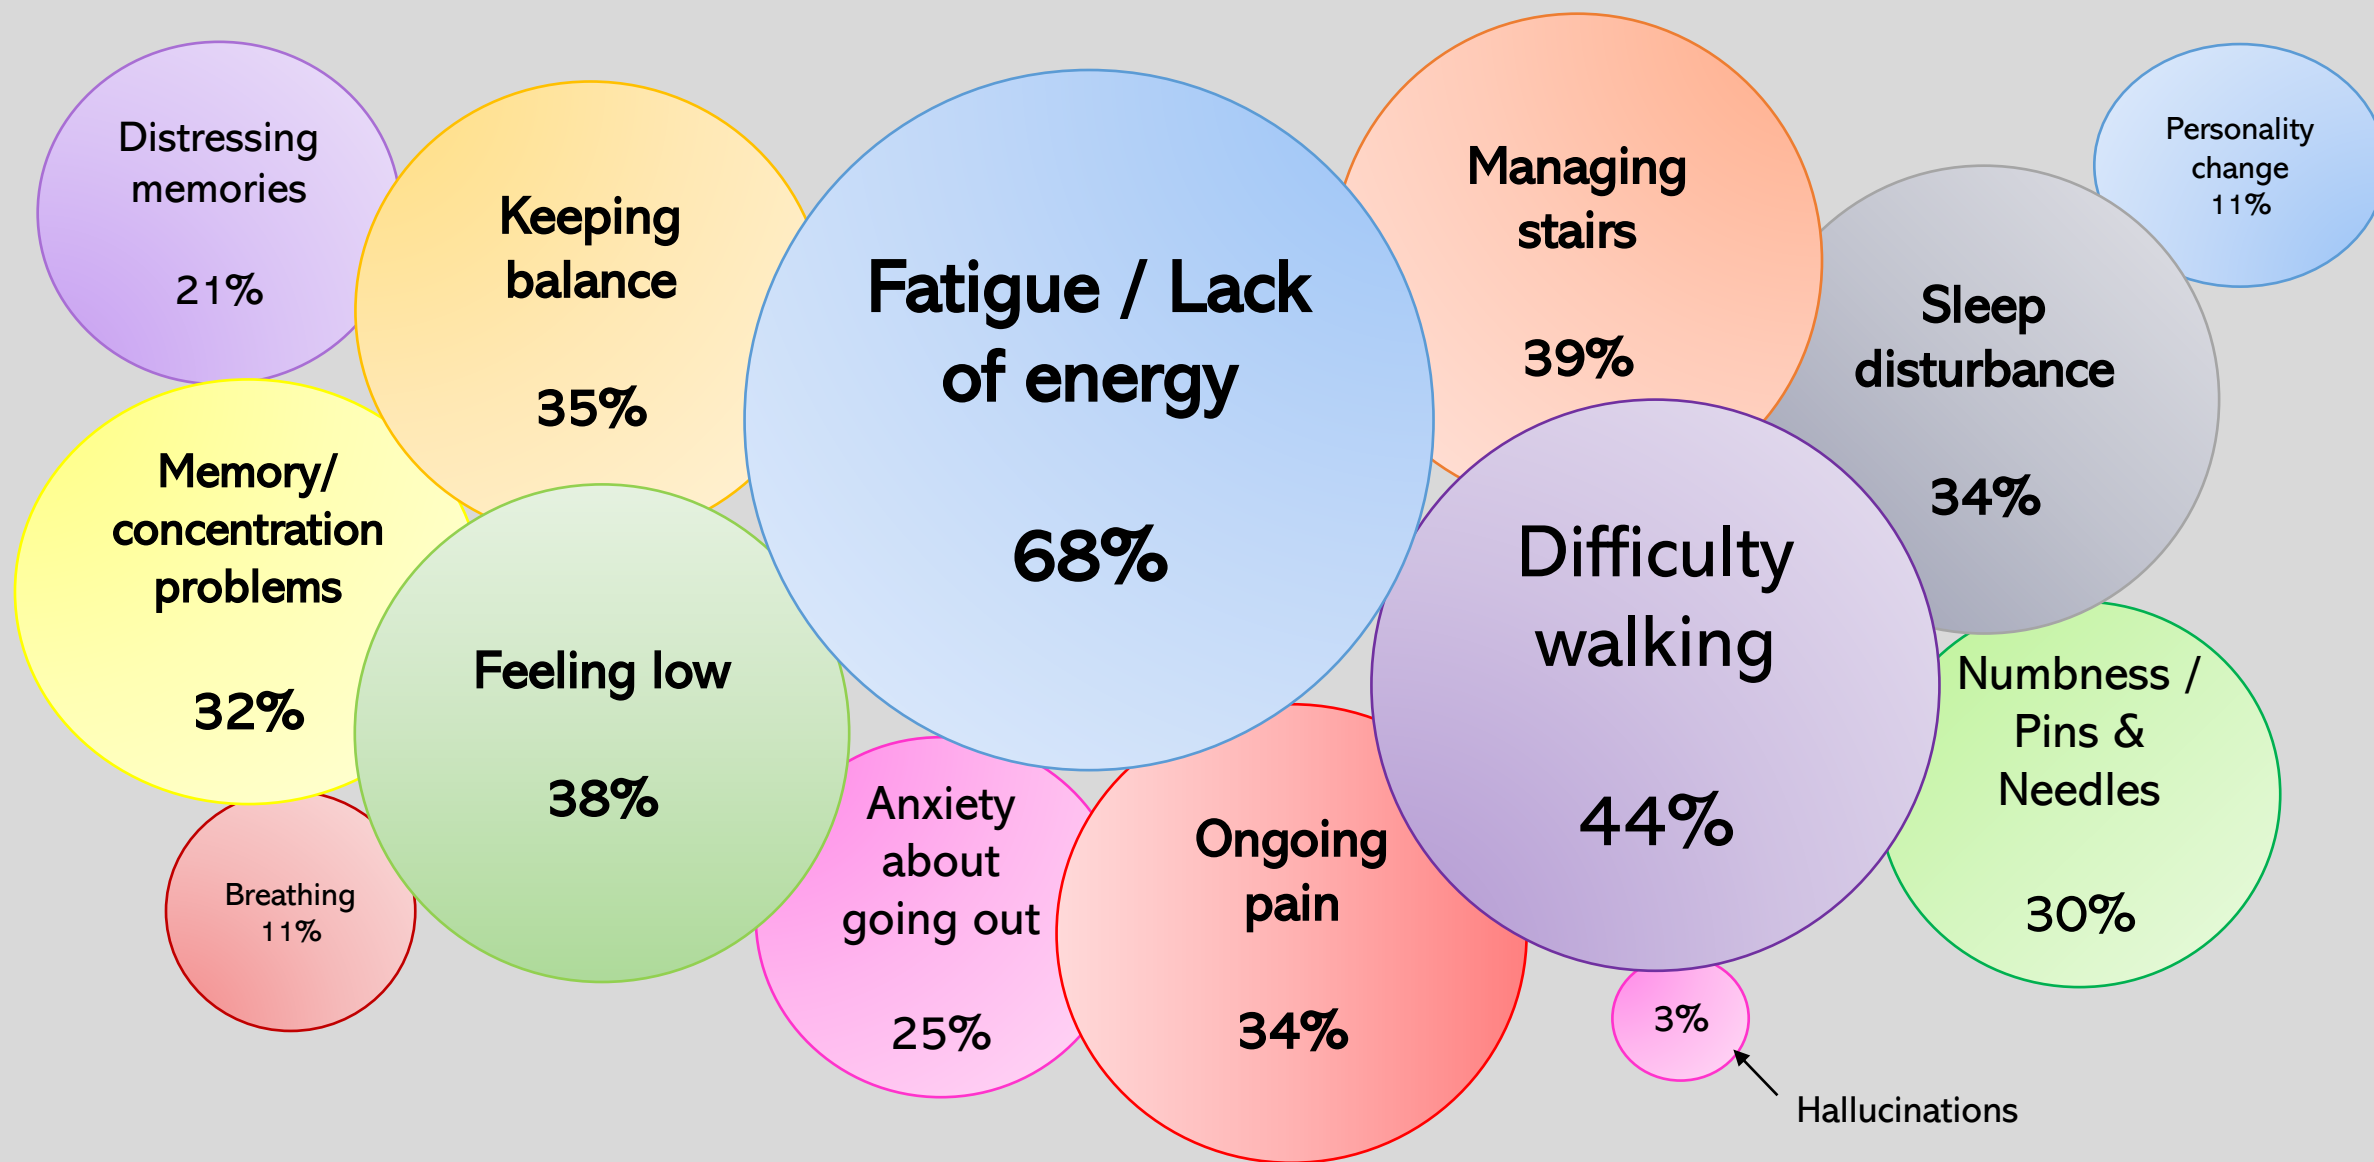 Distressing
memories
21%
Keeping
balance
35%
Fatigue / Lack
of energy
68%
Managing
stairs
39%
Personality
change
11%
Sleep
disturbance
34%
Memory/
concentration
problems
32%
Feeling low
38%
Difficulty
walking
44%
Numbness /
Pins &
Needles
30%
Breathing
11%
Anxiety
about
going out
25%
Ongoing
pain
34%
3%
Hallucinations